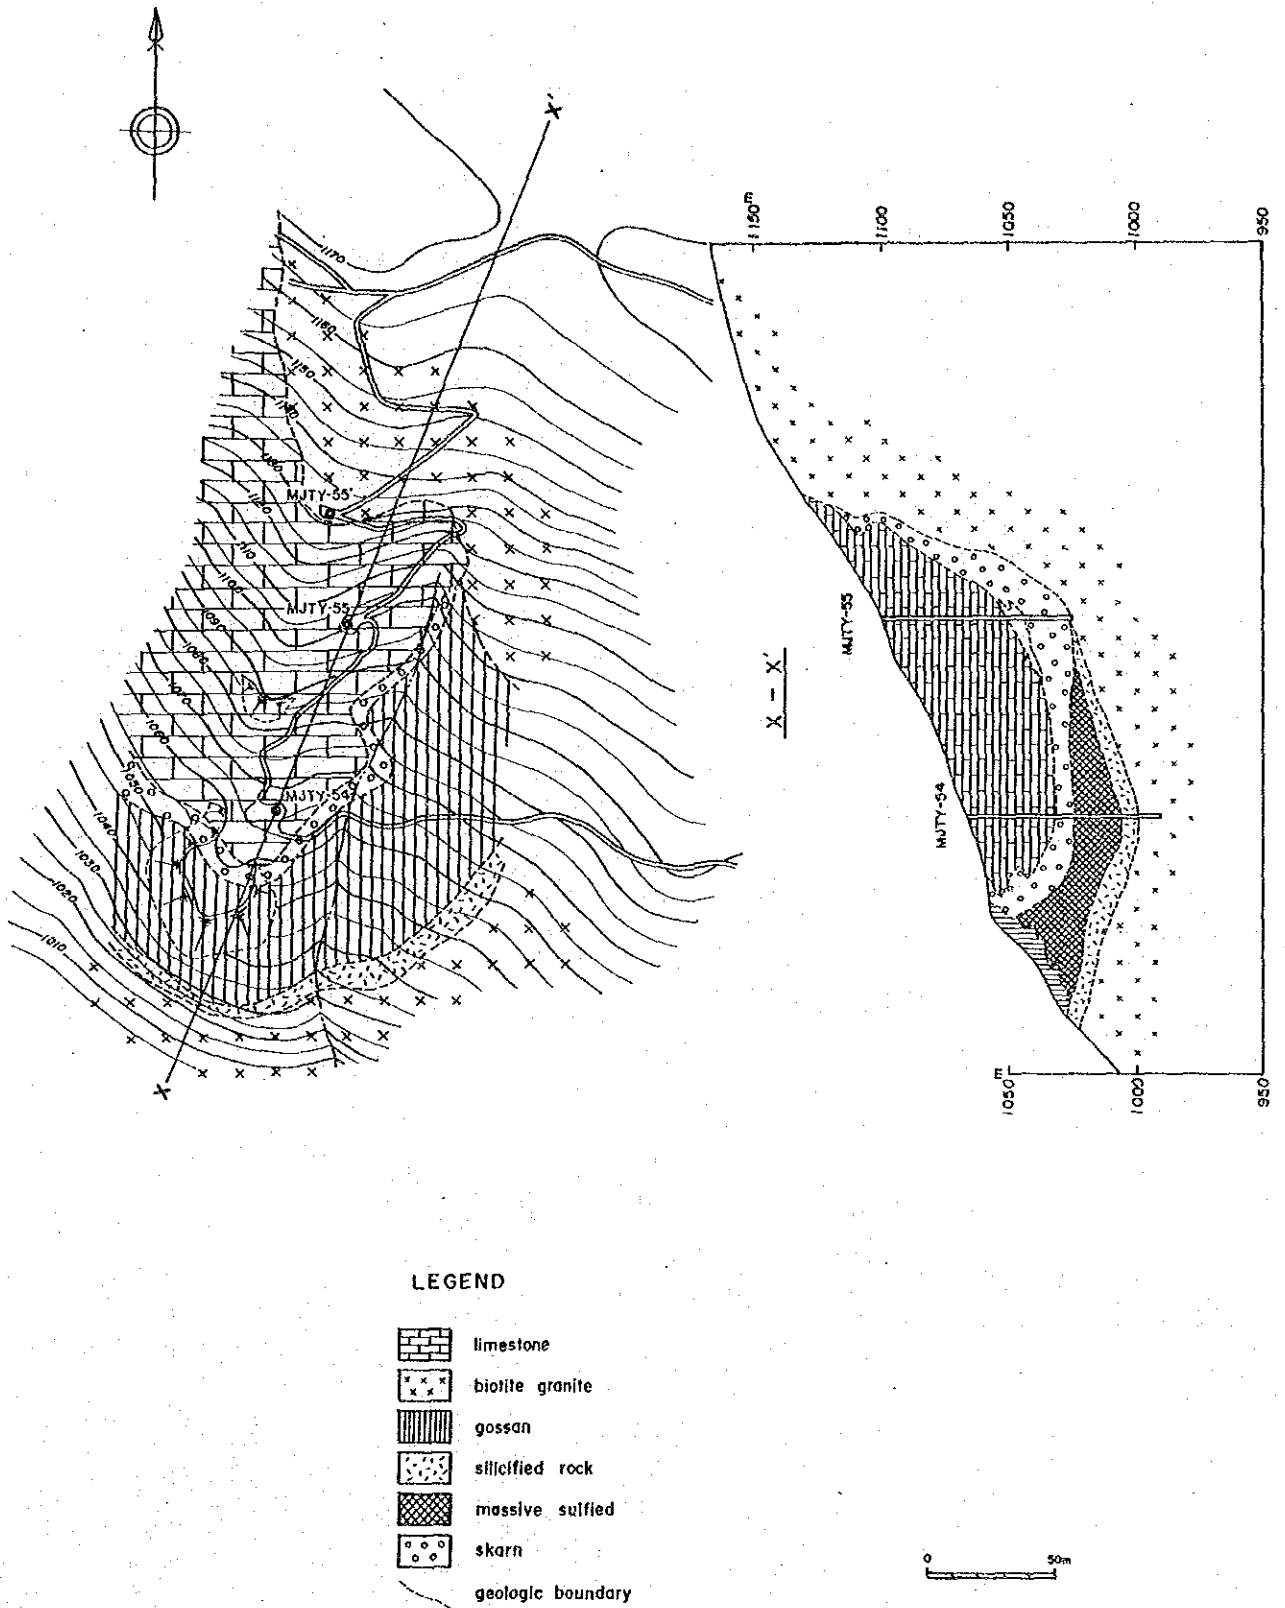 X'
1170
1160
1150
1140
1130
MJTY-55'
1120
1110
1100
MJTY-55
1090
1080
1070
1060
1050
MJTY-54
1040
1030
1020
1010
X
E
1150m
1100
1050
1000
950
MJTY-55
MJTY-54
X - X'
E
1050
1000
950
LEGEND
limestone
biotite granite
gossan
silicified rock
massive sulfied
skarn
geologic boundary
0 50m